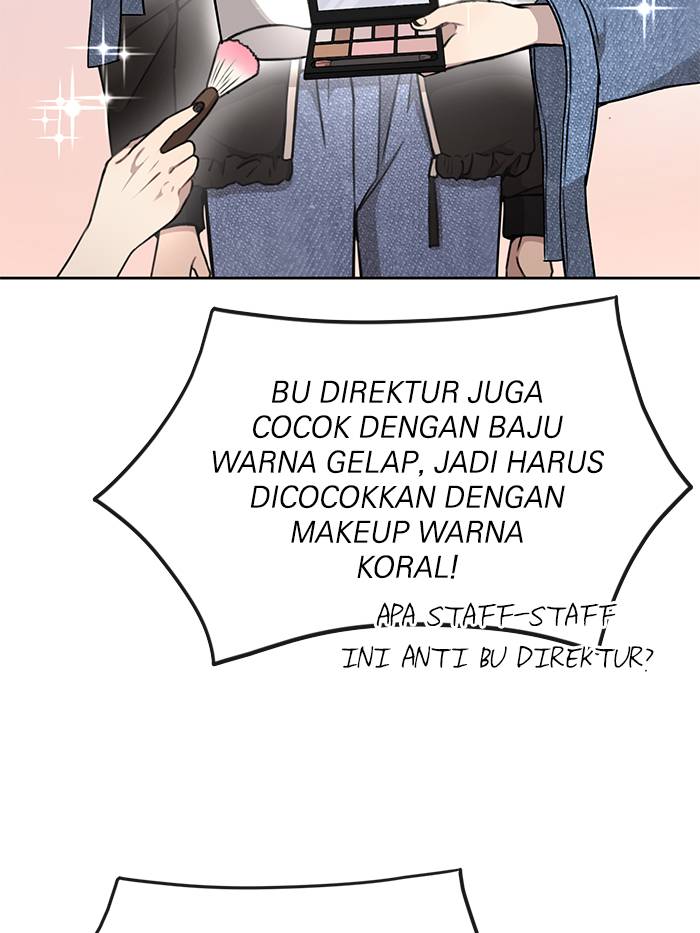 BU DIREKTUR JUGA
COCOK DENGAN BAJU
WARNA GELAP, JADI HARUS
DICOCOKKAN DENGAN
MAKEUP WARNA
KORAL!
APA STAFF-STAFF
INI ANTI BU DIREKTUR?